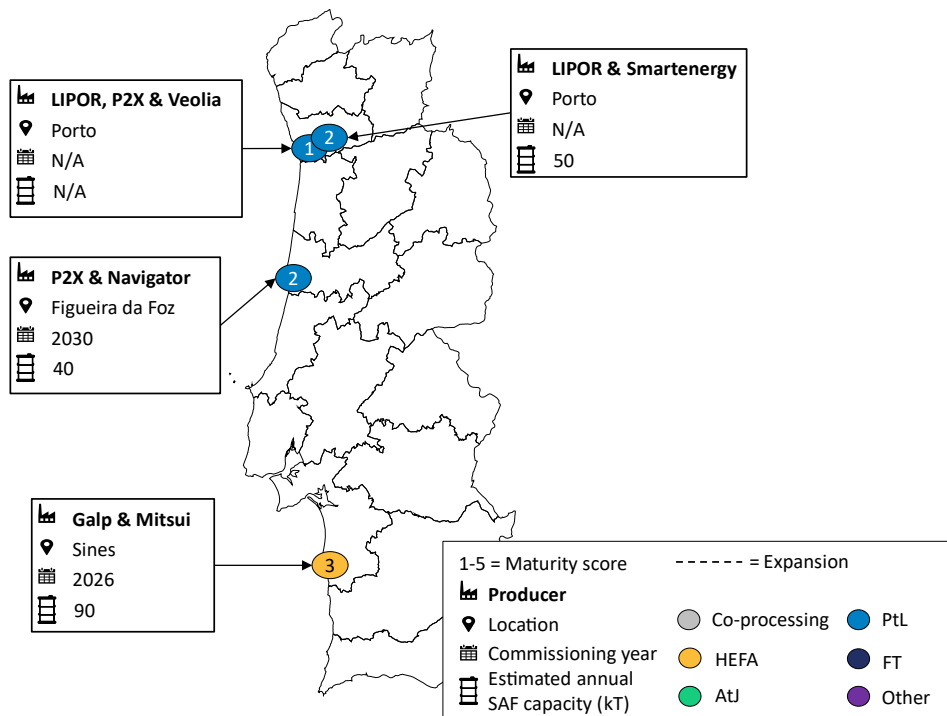 LIPOR, P2X & Veolia
Porto
N/A
N/A
LIPOR & Smartenergy
Porto
N/A
50
1
2
P2X & Navigator
Figueira da Foz
2030
40
2
Galp & Mitsui
Sines
2026
90
3
1-5 = Maturity score
= Expansion
Producer
Location
Commissioning year
Estimated annual
SAF capacity (kT)
Co-processing
PtL
HEFA
FT
AtJ
Other